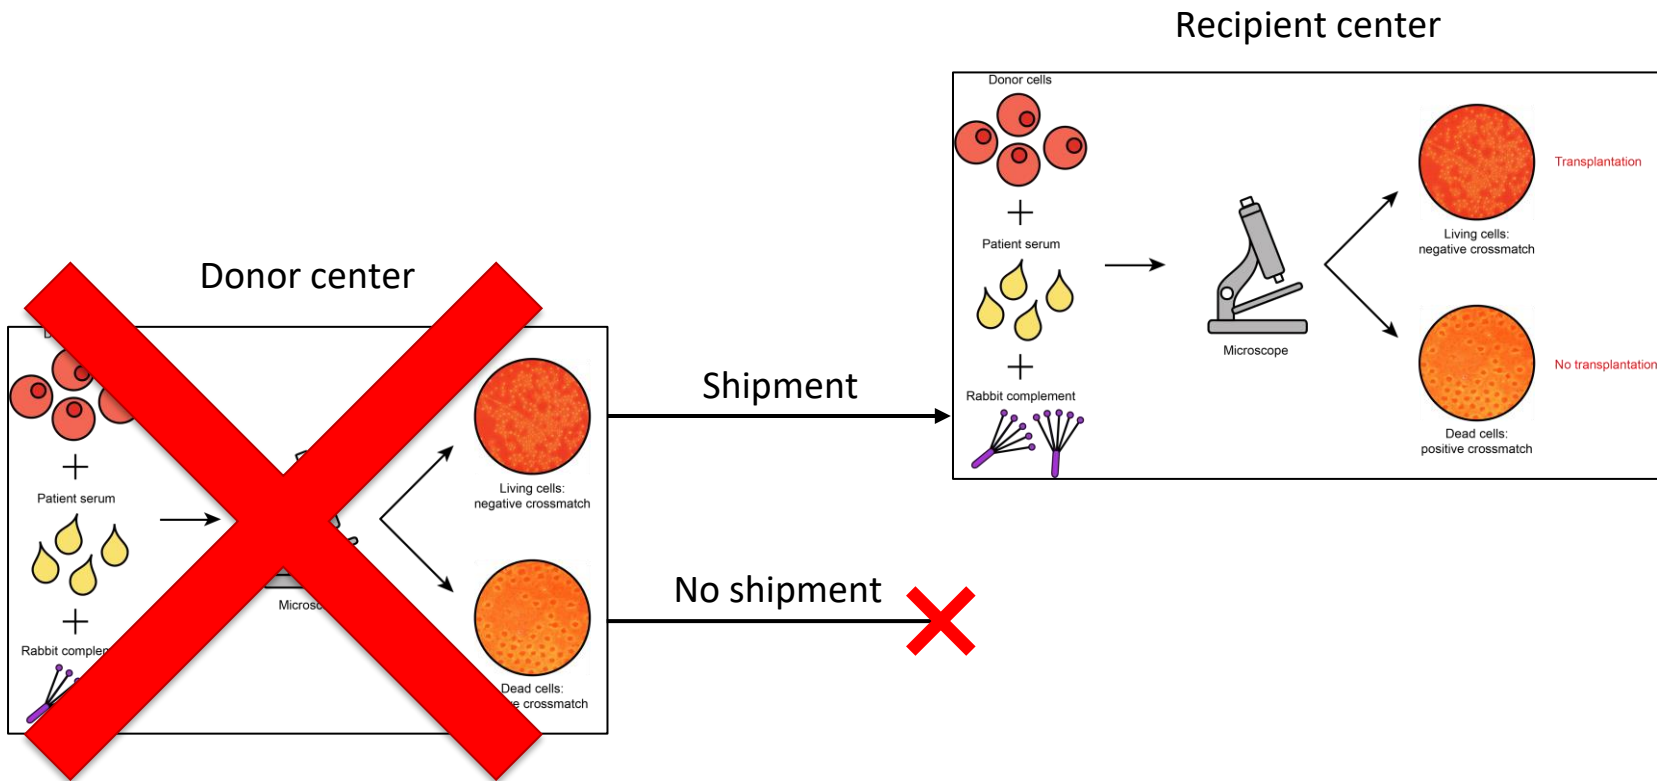 Recipient center
Donor cells
Patient serum
Rabbit complement
Microscope
Living cells:
negative crossmatch
Transplantation
Dead cells:
positive crossmatch
No transplantation
Donor center
Patient serum
Living cells:
negative crossmatch
Dead cells:
crossmatch
Rabbit
Shipment
No shipment